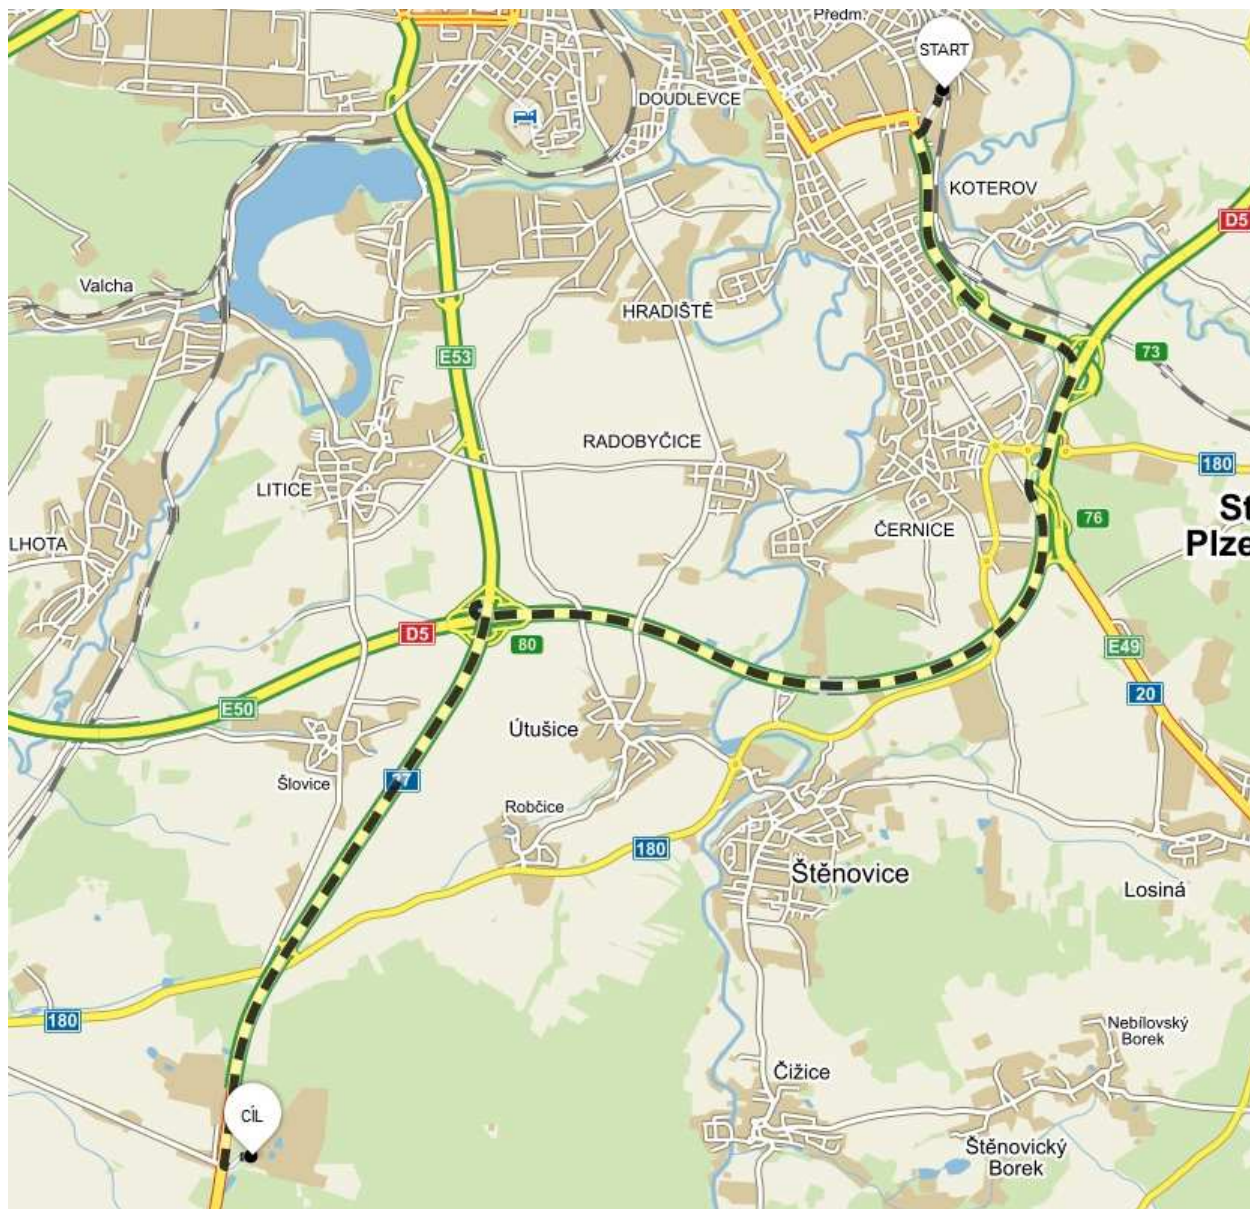 Předm.
START
DOUDLEVCE
KOTEROV
D5
Valcha
HRADIŠTĚ
E53
73
RADOBYČICE
180
LITICE
St
Plze
76
ČERNICE
LHOTA
D5
80
E49
20
E50
Útušice
Šlovice
Robčice
180
Štěnovice
Losiná
180
Nebílovský
Borek
Čižice
CÍL
Štěnovický
Borek